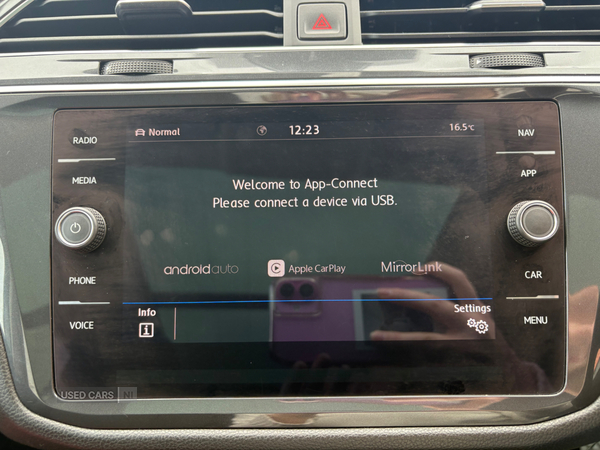 RADIO
MEDIA
PHONE
VOICE
Normal
12:23
16.5°C
Welcome to App-Connect
Please connect a device via USB.
androidauto
Apple CarPlay
MirrorLink
Info
i
Settings
NAV
APP
CAR
MENU
USED CARS NI